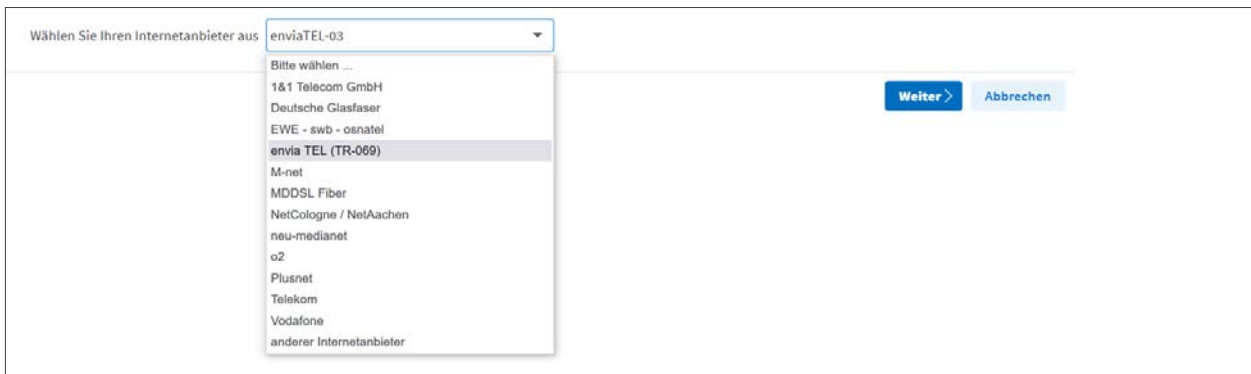 Wählen Sie Ihren Internetanbieter aus enviaTEL-03
Bitte wählen ...
1&1 Telecom GmbH
Deutsche Glasfaser
EWE - swb - osnatel
envia TEL (TR-069)
M-net
MDDSL Fiber
NetCologne / NetAachen
neu-medianet
o2
Plusnet
Telekom
Vodafone
anderer Internetanbieter
Weiter Abbrechen